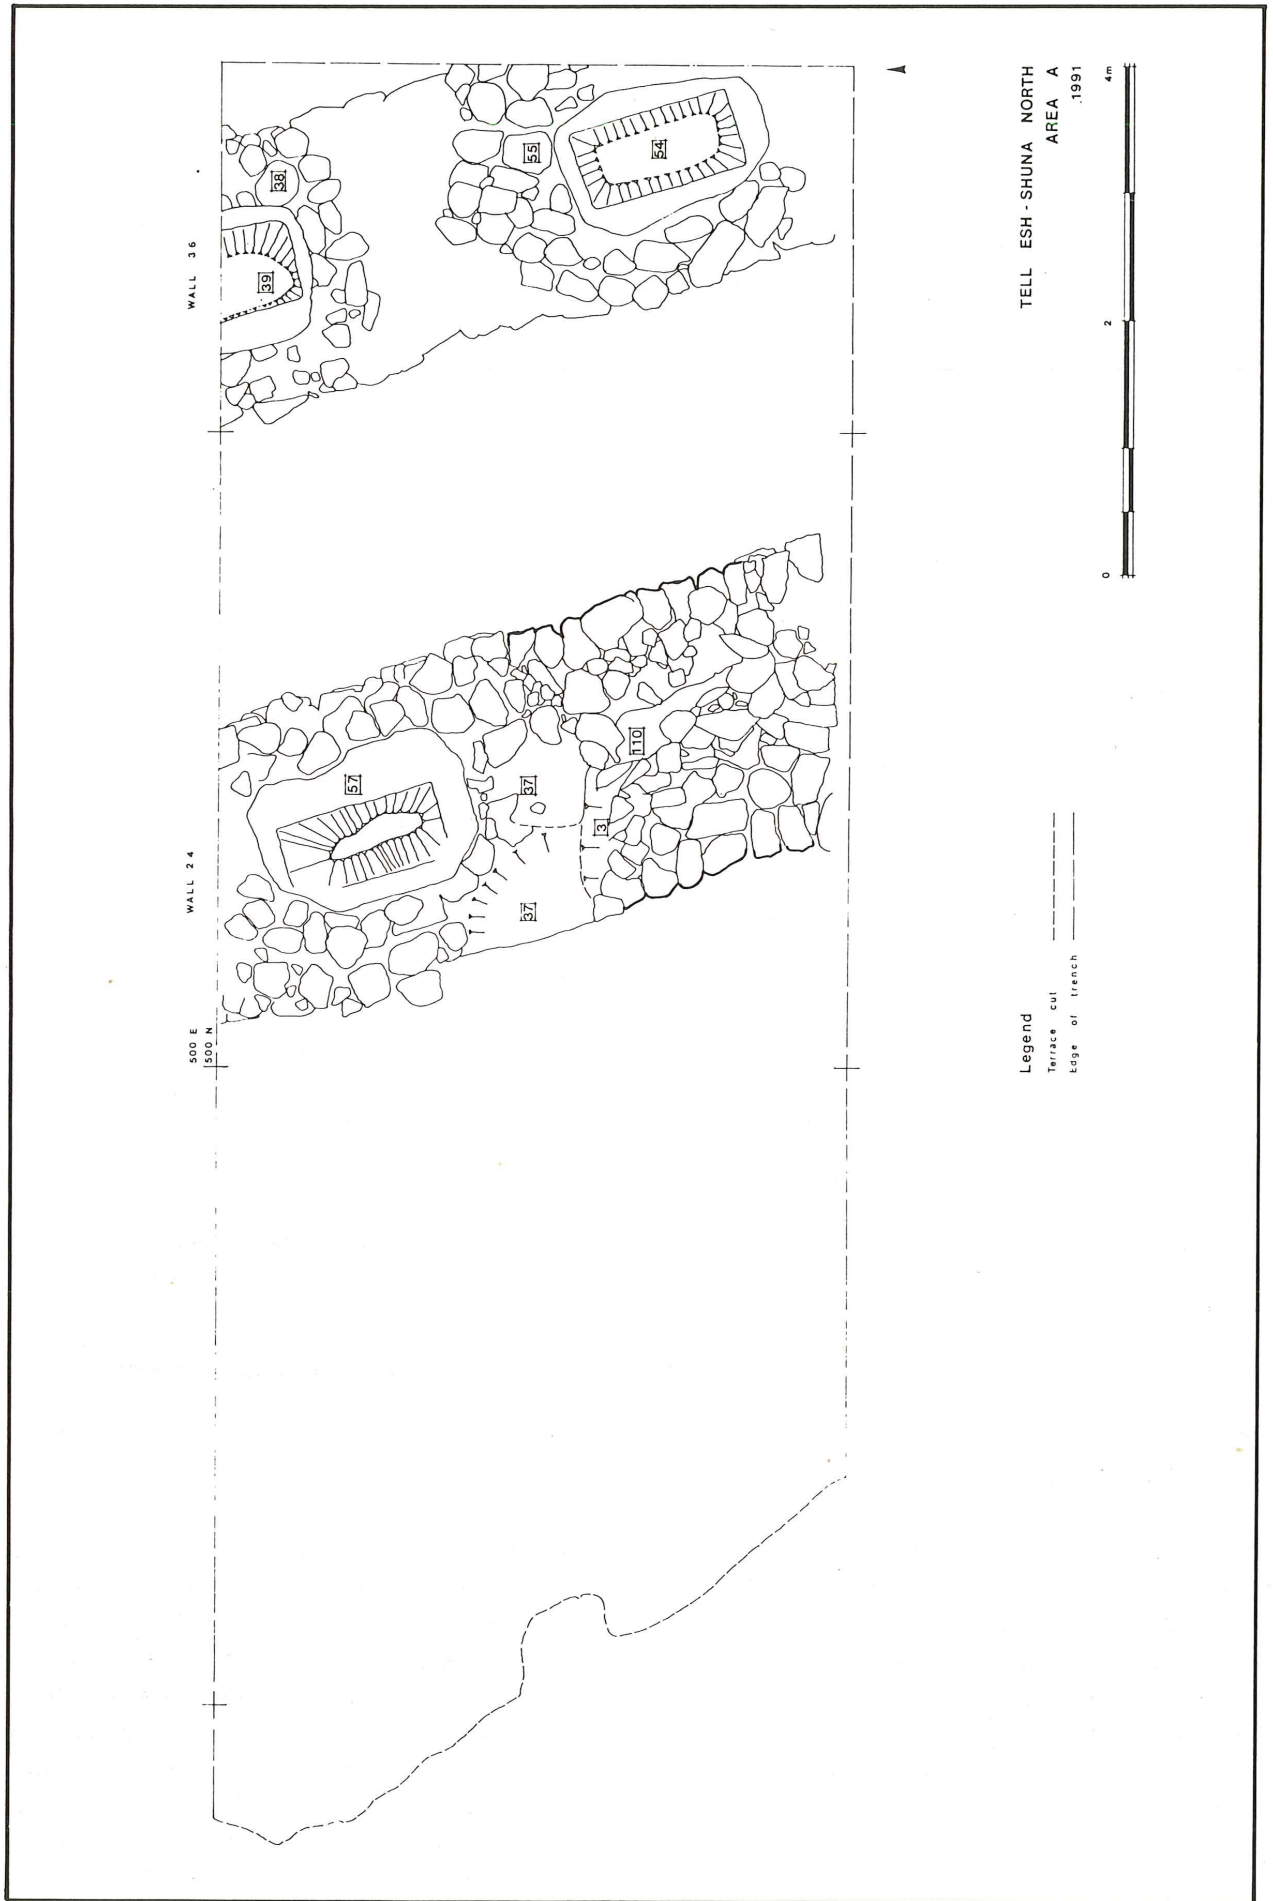 TELL ESH - SHUNA NORTH
AREA A
1991
WALL 24
WALL 36
500 E
500 N
38
39
55
54
57
37
37
3
110
0
2
4m
Legend
Terrace cut
Edge of trench